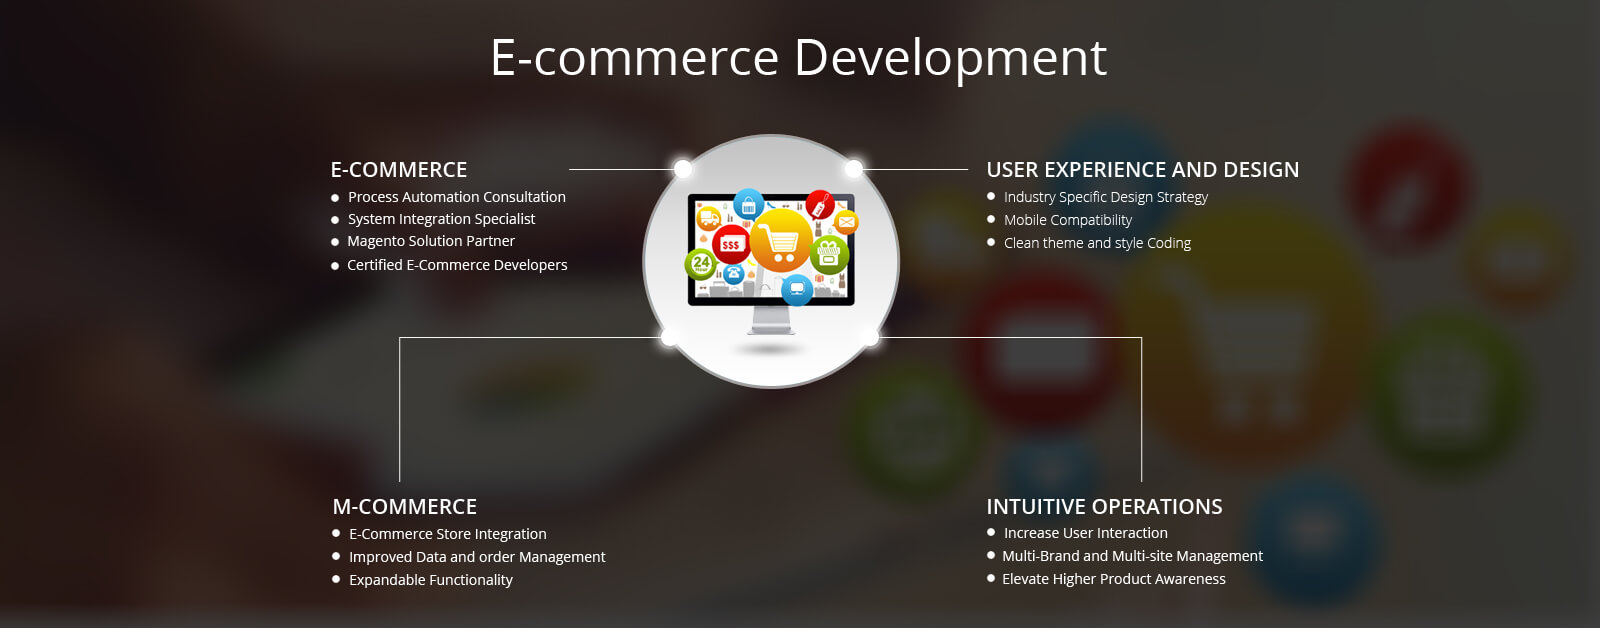 E-commerce Development
E-COMMERCE
Process Automation Consultation
System Integration Specialist
Magento Solution Partner
Certified E-Commerce Developers
USER EXPERIENCE AND DESIGN
Industry Specific Design Strategy
Mobile Compatibility
Clean theme and style Coding
$$$
24
Hour
M-COMMERCE
E-Commerce Store Integration
Improved Data and order Management
Expandable Functionality
INTUITIVE OPERATIONS
Increase User Interaction
Multi-Brand and Multi-site Management
Elevate Higher Product Awareness